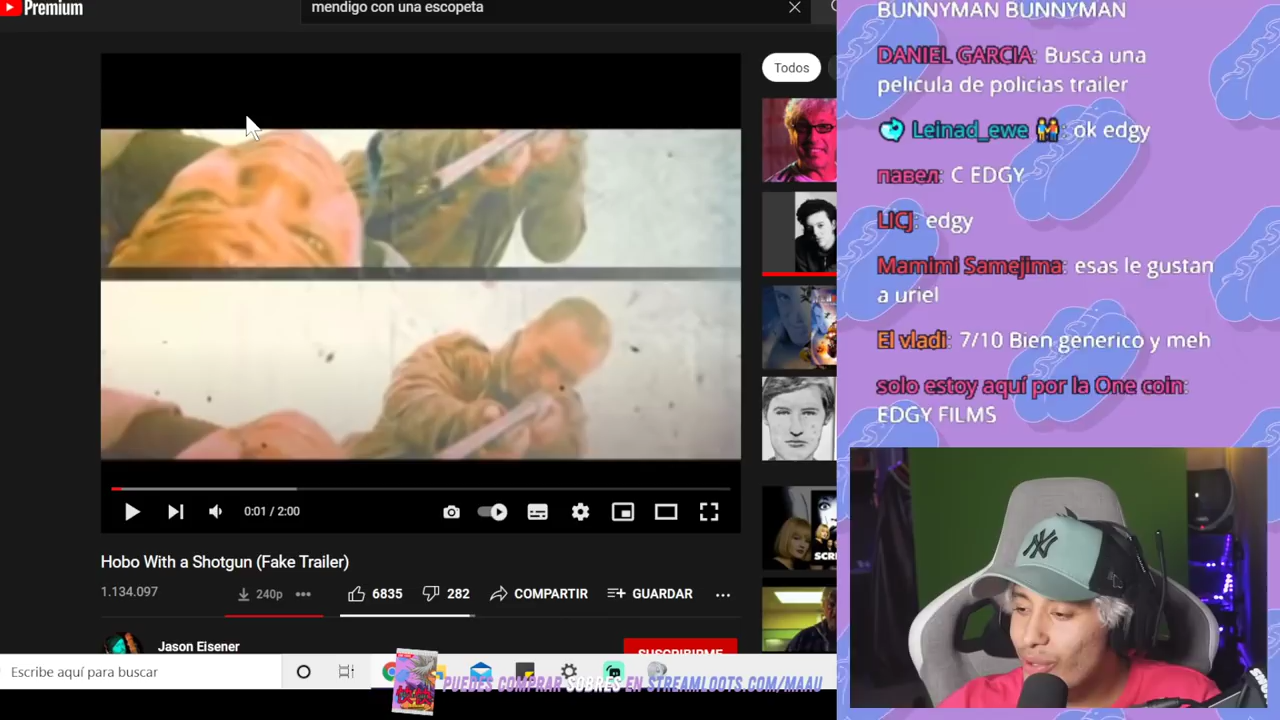 Premium
mendigo con una escopeta
Todos
0:01 / 2:00
Hobo With a Shotgun (Fake Trailer)
1.134.097
240p
6835
282
COMPARTIR
GUARDAR
Jason Eisener
SUSCRIBIRME
Escribe aquí para buscar
PUEDES COMPRAR SOBRES EN STREAMLOOTS.COM/MAAU
BUNNYMAN BUNNYMAN
DANIEL GARCIA: Busca una
pelicula de policias trailer
Leinad_ewe: ok edgy
павел: C EDGY
LICJ: edgy
Mamimi Samejima: esas le gustan
a uriel
El vladi: 7/10 Bien generico y meh
solo estoy aquí por la One coin:
EDGY FILMS
NY